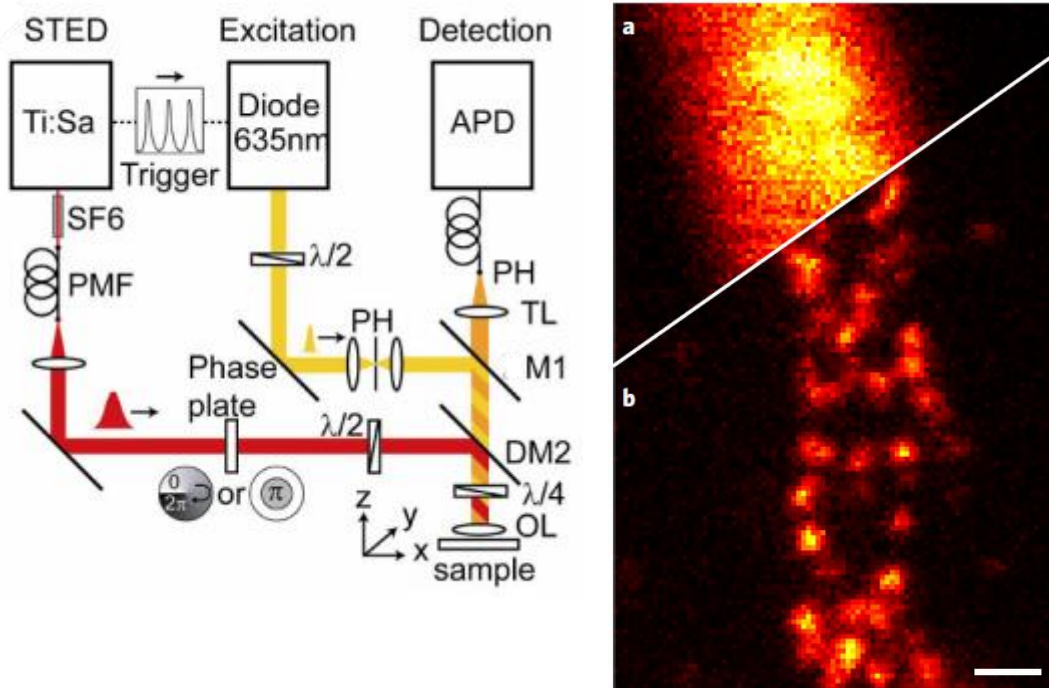 STED Excitation Detection
Ti:Sa
Diode
635nm
APD
Trigger
SF6
PMF
λ/2
PH
TL
PH
M1
Phase
plate
λ/2
DM2
0
2π
or
π
λ/4
z
y
x
OL
sample
a
b